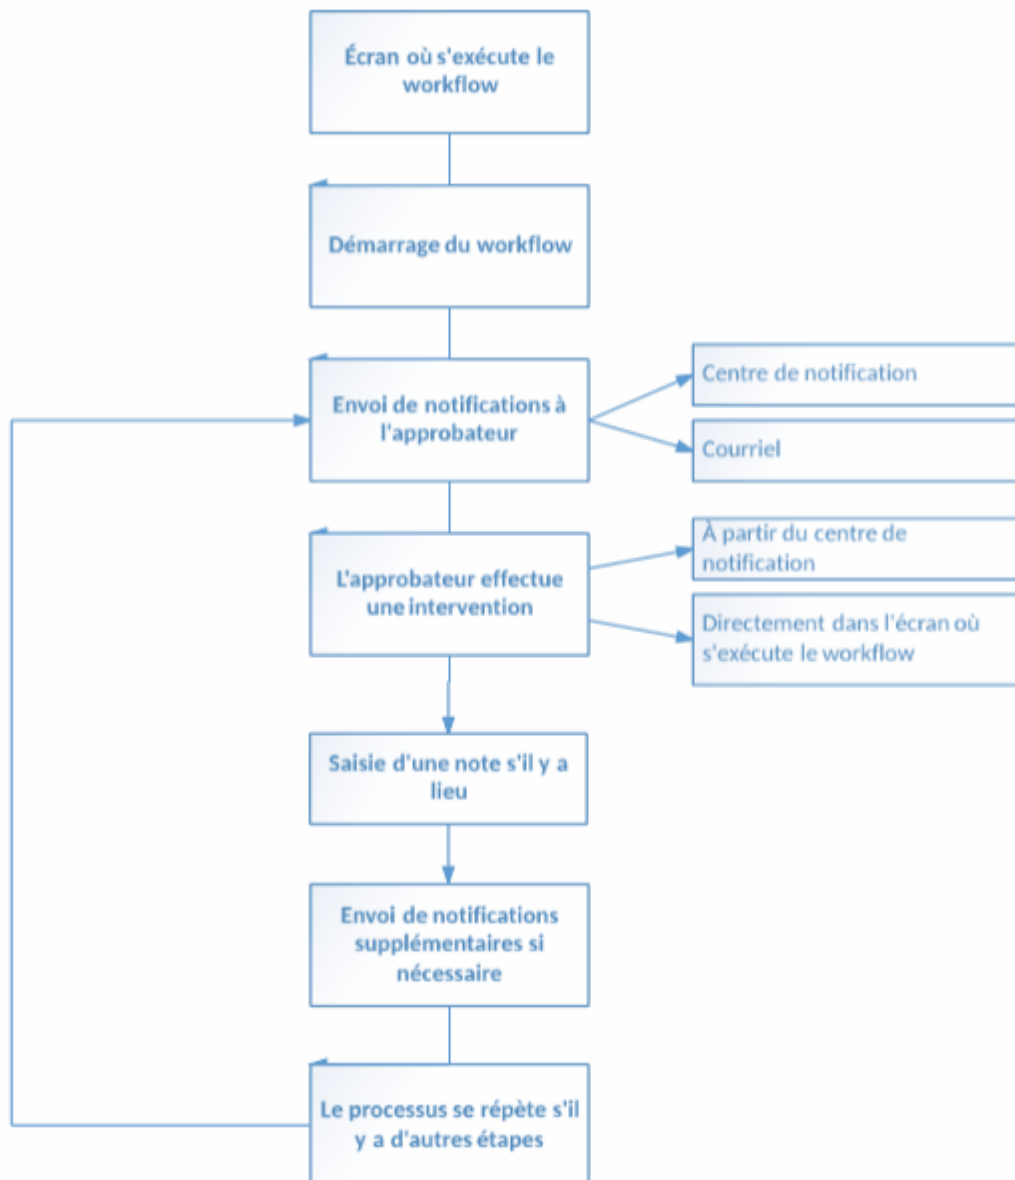 Écran où s'exécute le
workflow
Démarrage du workflow
Envoi de notifications à
l'approbateur
Centre de notification
Courriel
L'approbateur effectue
une intervention
À partir du centre de
notification
Directement dans l'écran où
s'exécute le workflow
Saisie d'une note s'il y a
lieu
Envoi de notifications
supplémentaires si
nécessaire
Le processus se répète s'il
y a d'autres étapes